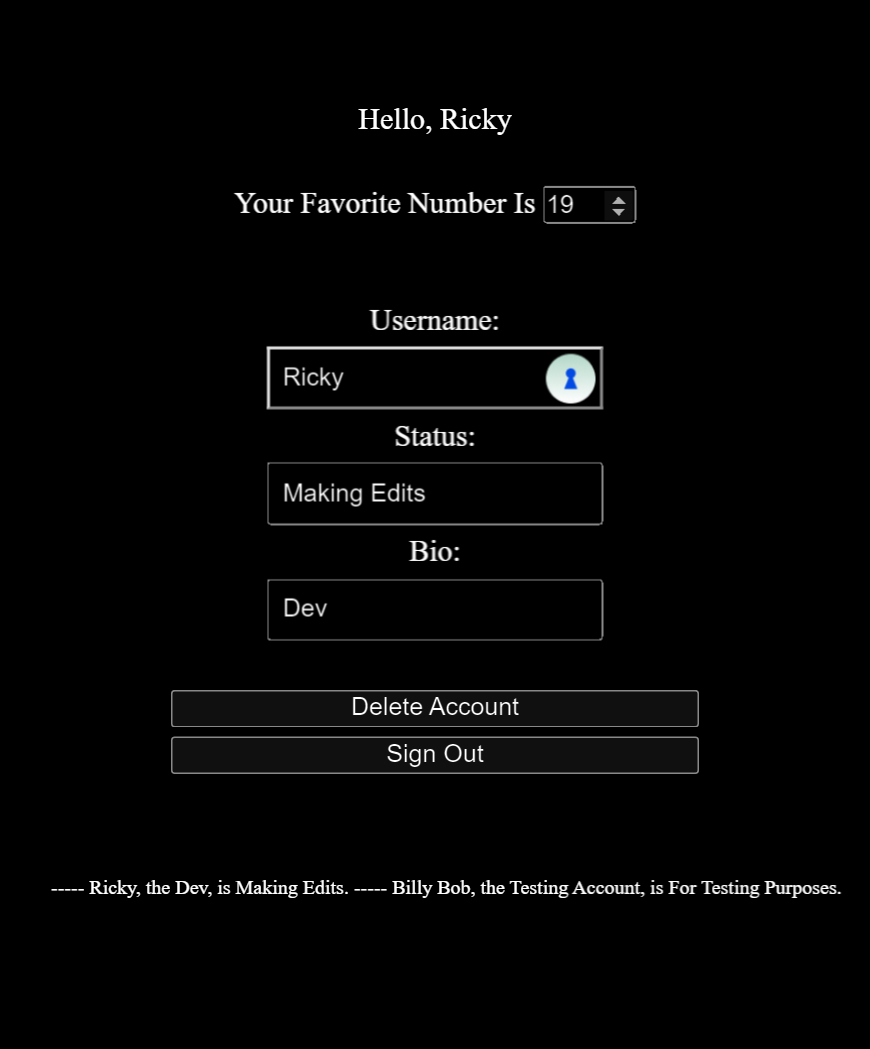 Hello, Ricky
Your Favorite Number Is 19
Username:
Ricky
Status:
Making Edits
Bio:
Dev
Delete Account
Sign Out
----- Ricky, the Dev, is Making Edits. ----- Billy Bob, the Testing Account, is For Testing Purposes.